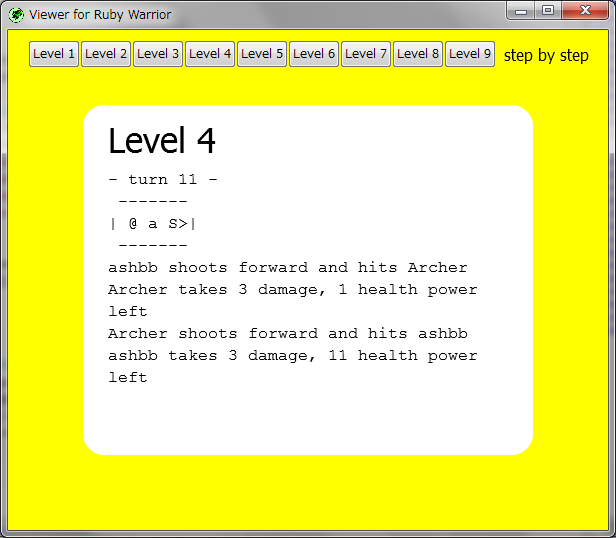 Viewer for Ruby Warrior
Level 1 Level 2 Level 3 Level 4 Level 5 Level 6 Level 7 Level 8 Level 9 step by step
Level 4
- turn 11 -
-------
| @ a S>|
-------
ashbb shoots forward and hits Archer
Archer takes 3 damage, 1 health power
left
Archer shoots forward and hits ashbb
ashbb takes 3 damage, 11 health power
left